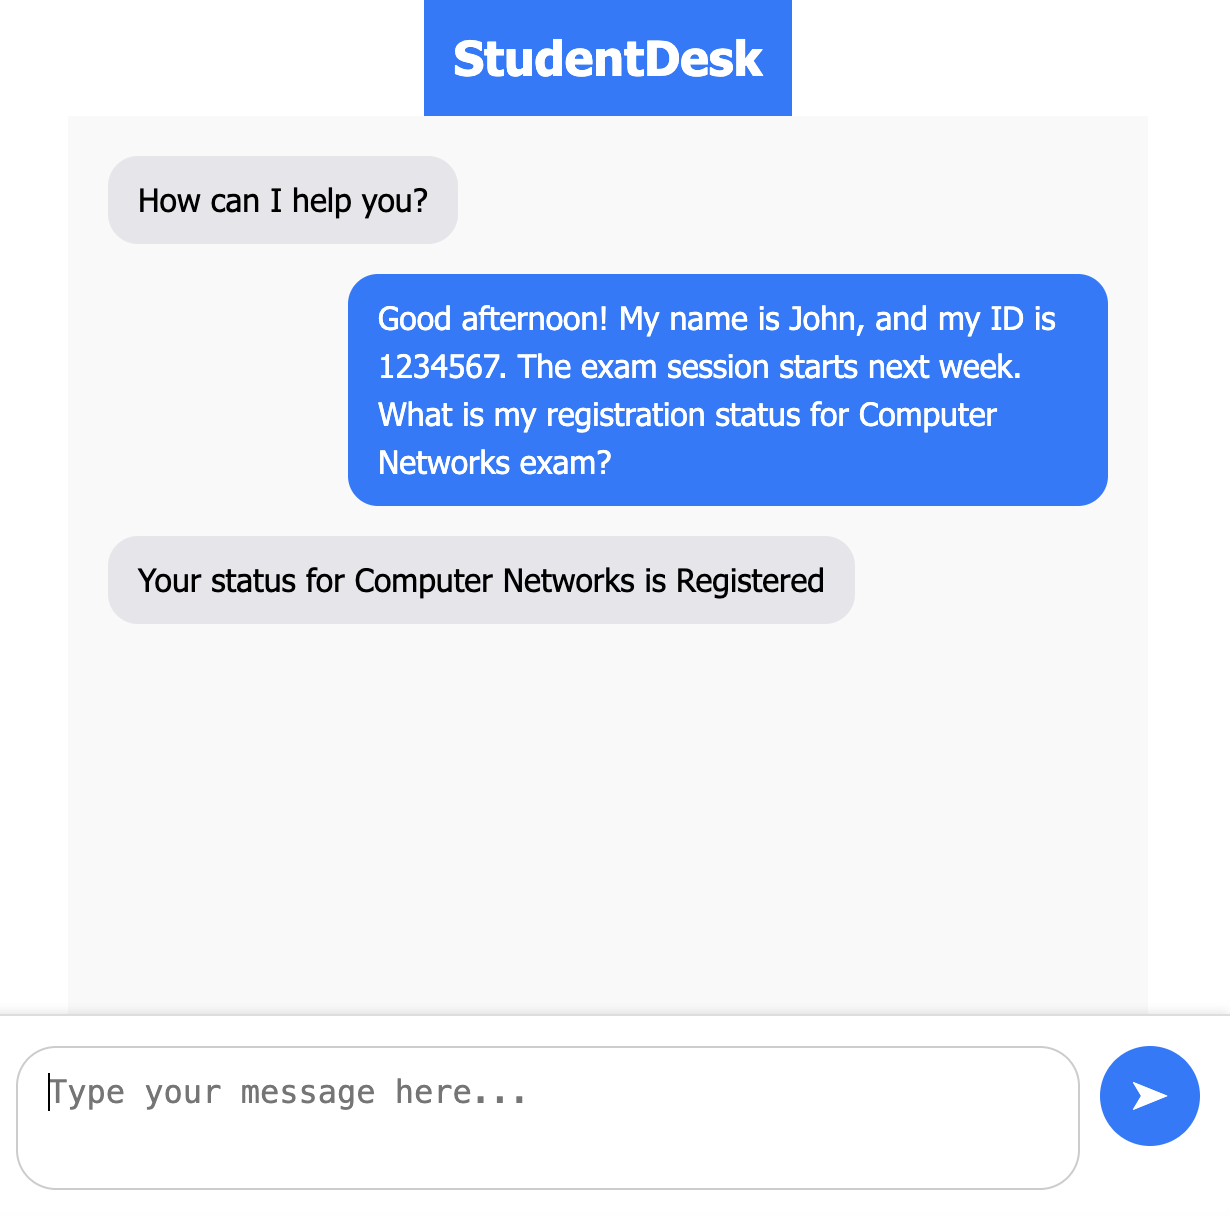 StudentDesk
How can I help you?
Good afternoon! My name is John, and my ID is
1234567. The exam session starts next week.
What is my registration status for Computer
Networks exam?
Your status for Computer Networks is Registered
Type your message here...